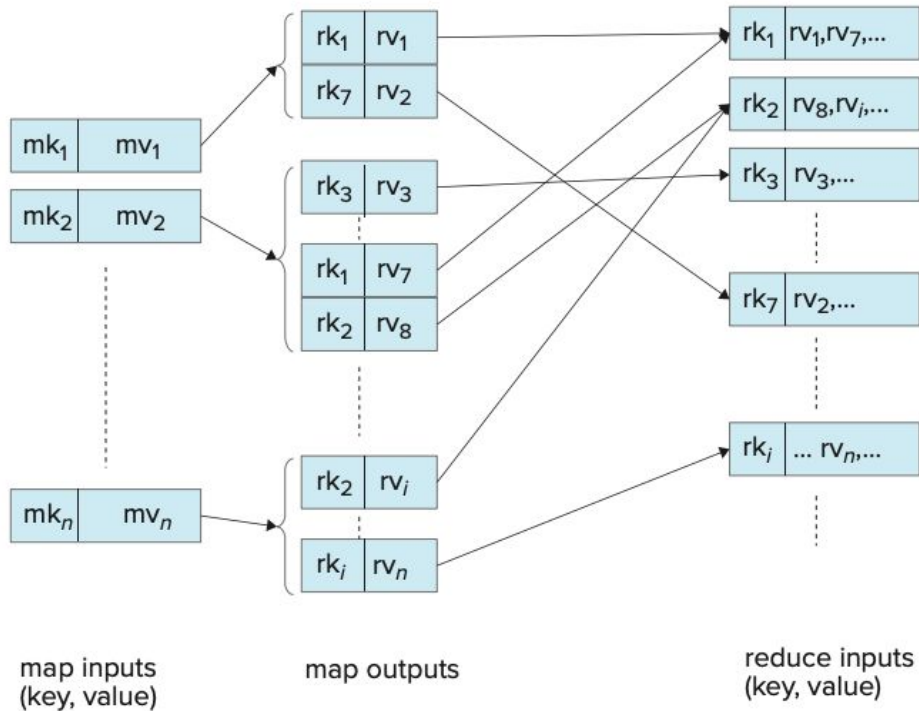 mk₁ mv₁
mk₂ mv₂
mkₙ mvₙ
map inputs
(key, value)
rk₁ rv₁
rk₇ rv₂
rk₃ rv₃
rk₁ rv₇
rk₂ rv₈
rk₂ rvᵢ
rkᵢ rvₙ
map outputs
rk₁ rv₁,rv₇,...
rk₂ rv₈,rvᵢ,...
rk₃ rv₃,...
rk₇ rv₂,...
rkᵢ ... rvₙ,...
reduce inputs
(key, value)